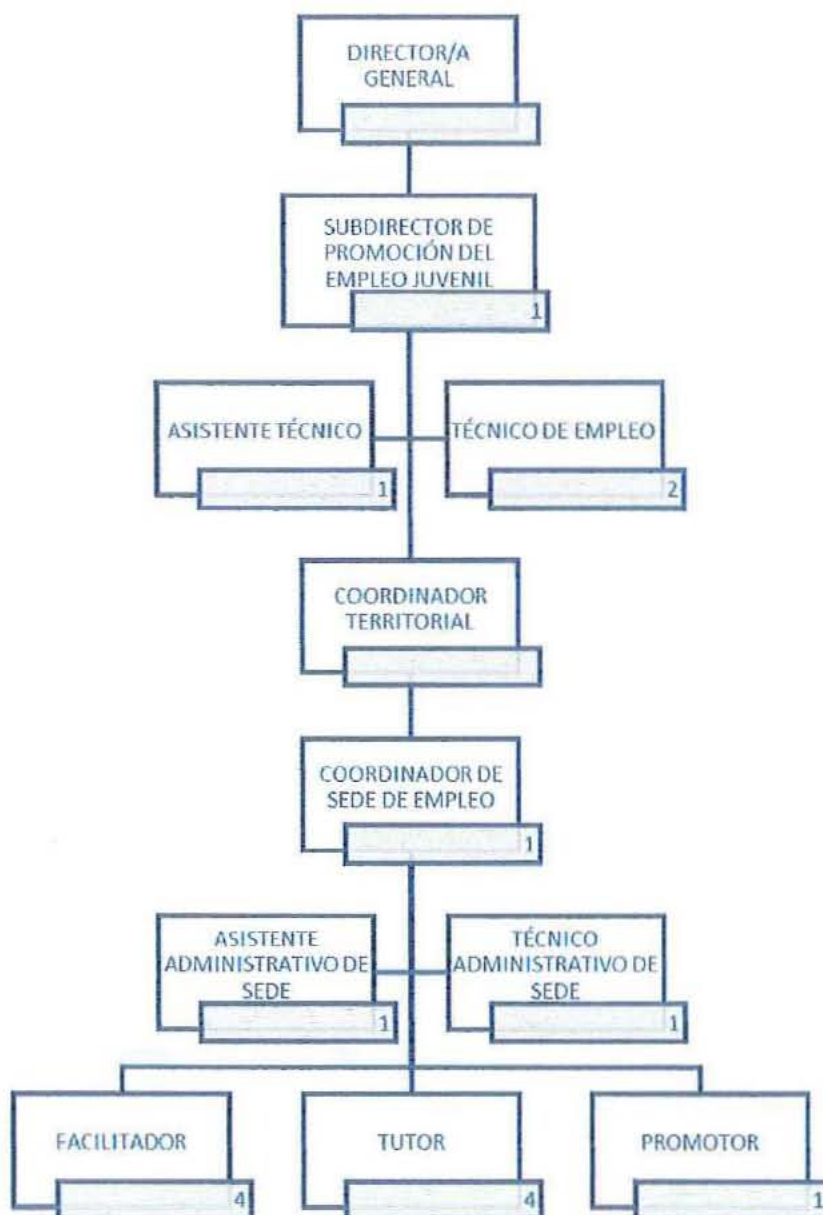 DIRECTOR/A
GENERAL
SUBDIRECTOR DE
PROMOCIÓN DEL
EMPLEO JUVENIL
1
ASISTENTE TÉCNICO
1
TÉCNICO DE EMPLEO
2
COORDINADOR
TERRITORIAL
COORDINADOR DE
SEDE DE EMPLEO
1
ASISTENTE
ADMINISTRATIVO DE
SEDE
1
TÉCNICO
ADMINISTRATIVO DE
SEDE
1
FACILITADOR
4
TUTOR
4
PROMOTOR
1